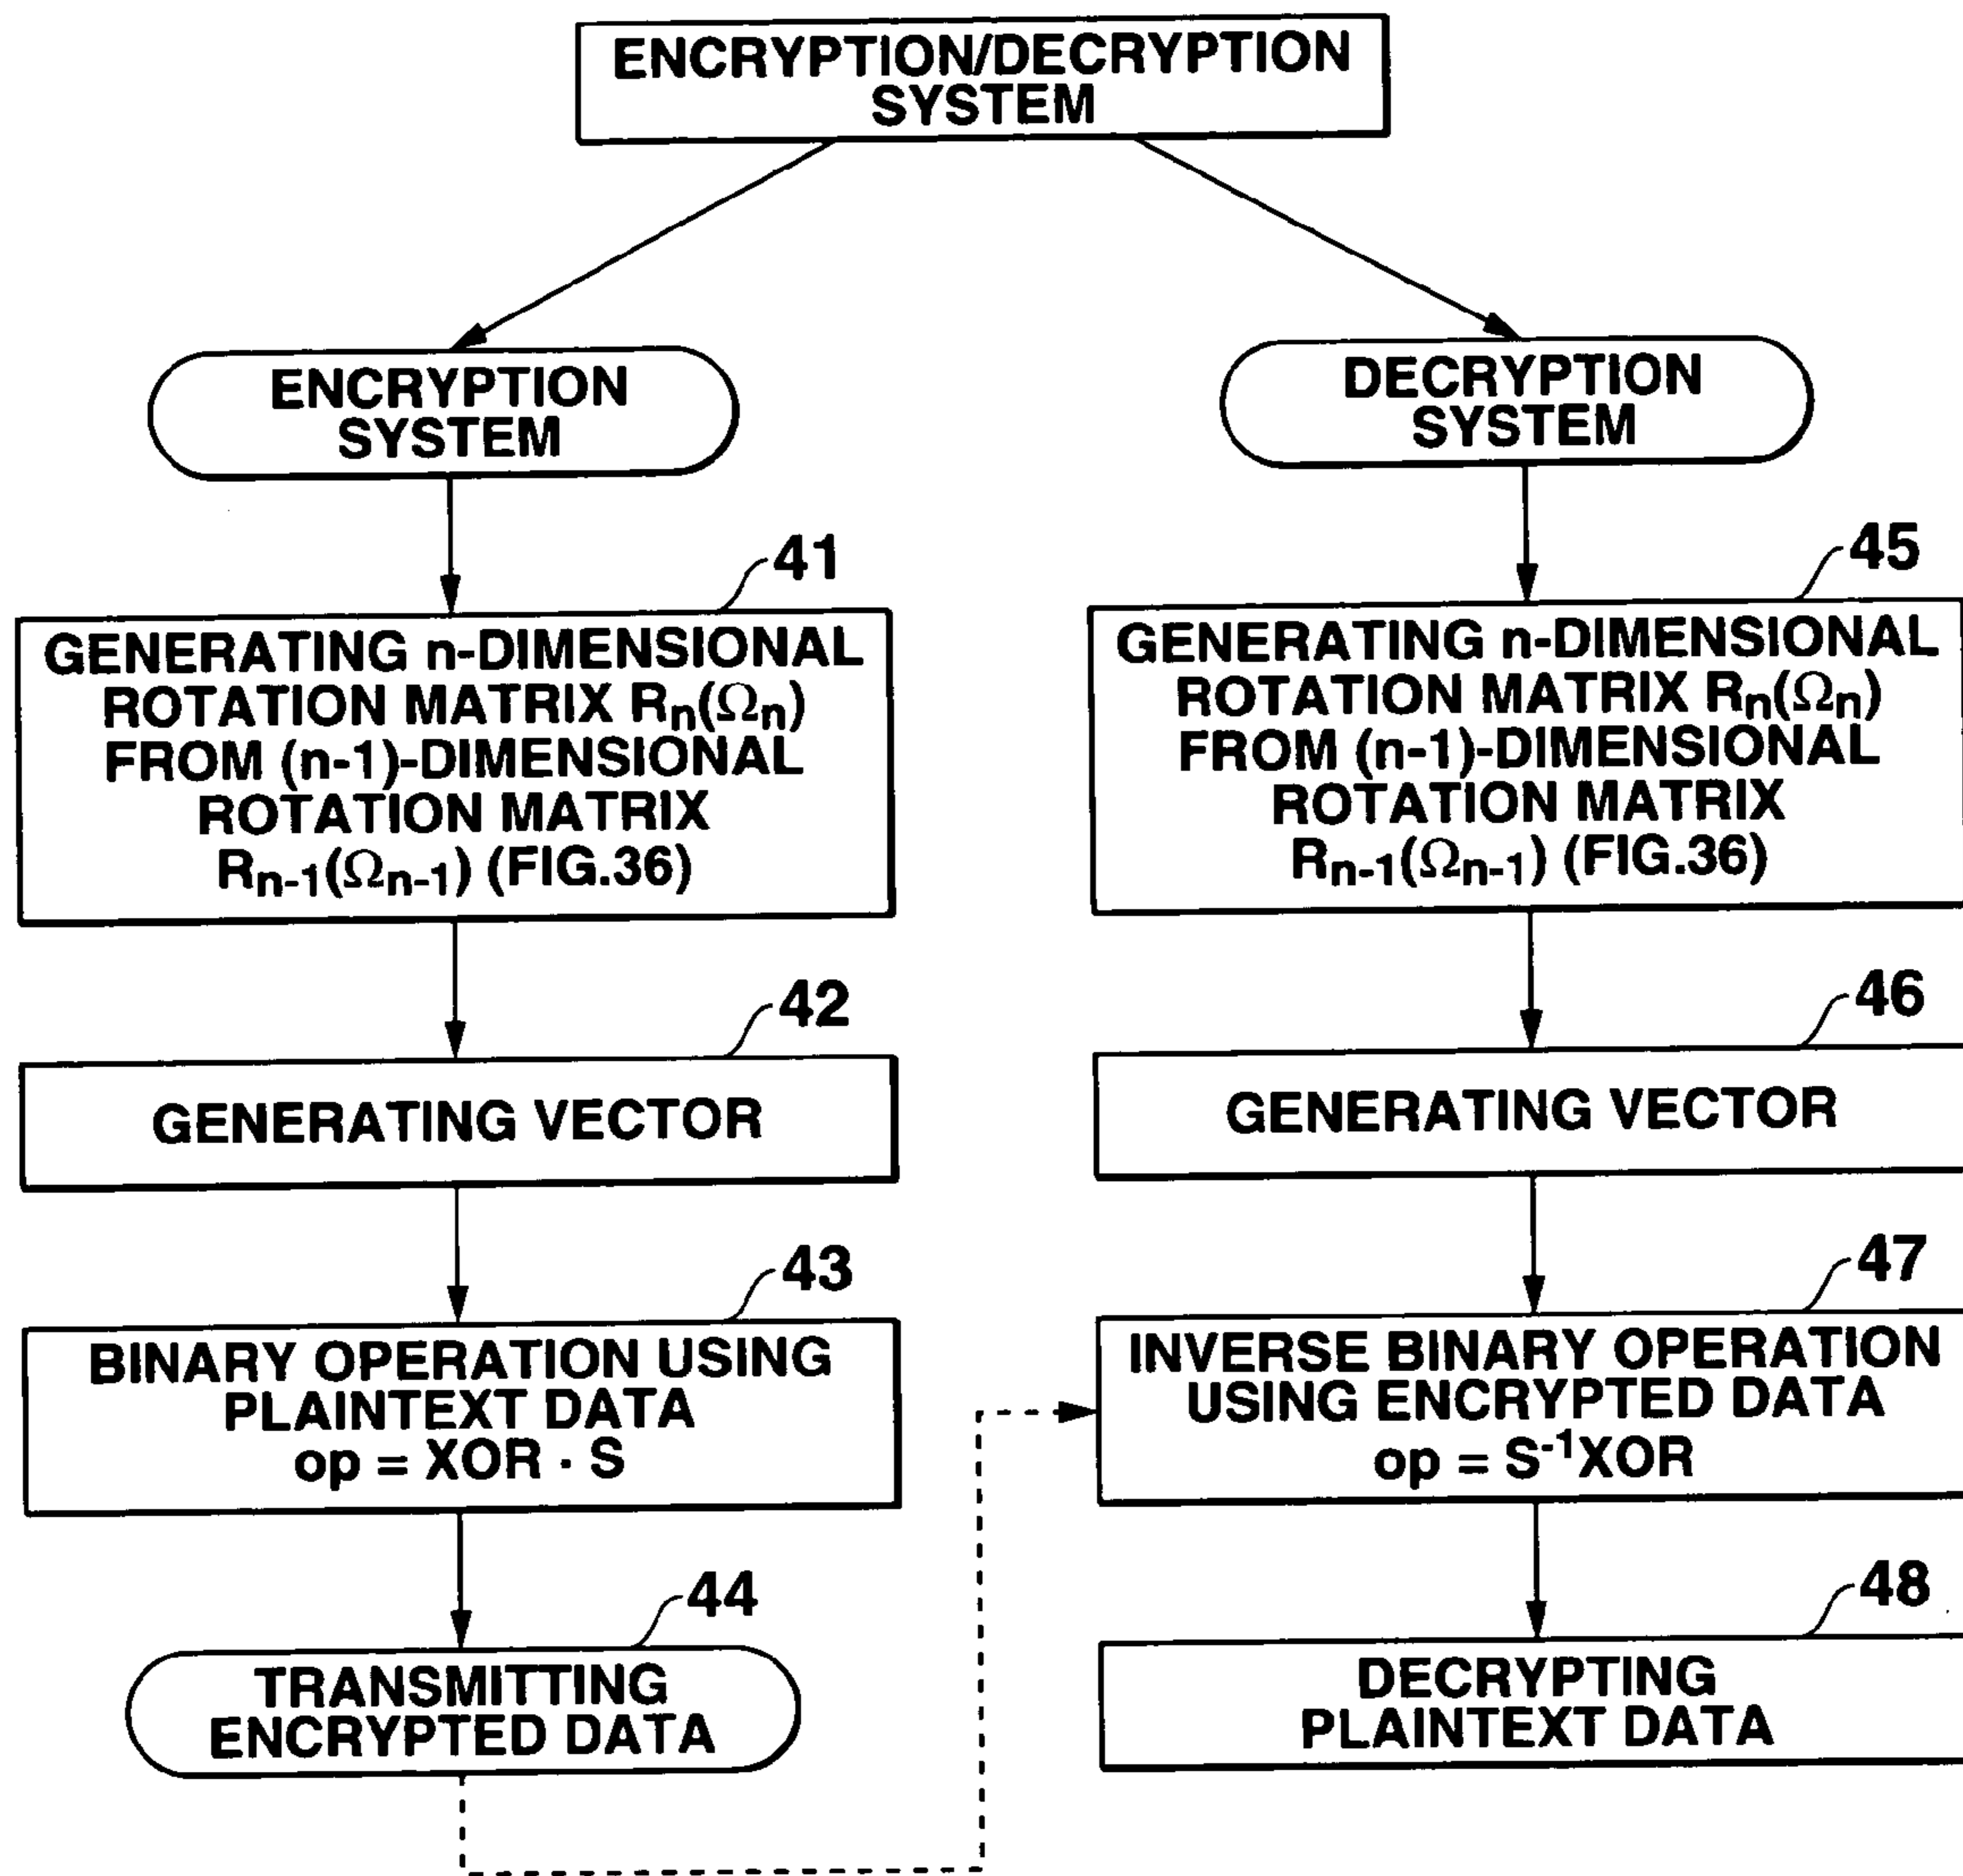 ENCRYPTION/DECRYPTION
SYSTEM
ENCRYPTION
SYSTEM
41
GENERATING n-DIMENSIONAL
ROTATION MATRIX Rn(Ωn)
FROM (n-1)-DIMENSIONAL
ROTATION MATRIX
Rn-1(Ωn-1) (FIG.36)
42
GENERATING VECTOR
43
BINARY OPERATION USING
PLAINTEXT DATA
op = XOR · S
44
TRANSMITTING
ENCRYPTED DATA
DECRYPTION
SYSTEM
45
GENERATING n-DIMENSIONAL
ROTATION MATRIX Rn(Ωn)
FROM (n-1)-DIMENSIONAL
ROTATION MATRIX
Rn-1(Ωn-1) (FIG.36)
46
GENERATING VECTOR
47
INVERSE BINARY OPERATION
USING ENCRYPTED DATA
op = S⁻¹XOR
48
DECRYPTING
PLAINTEXT DATA